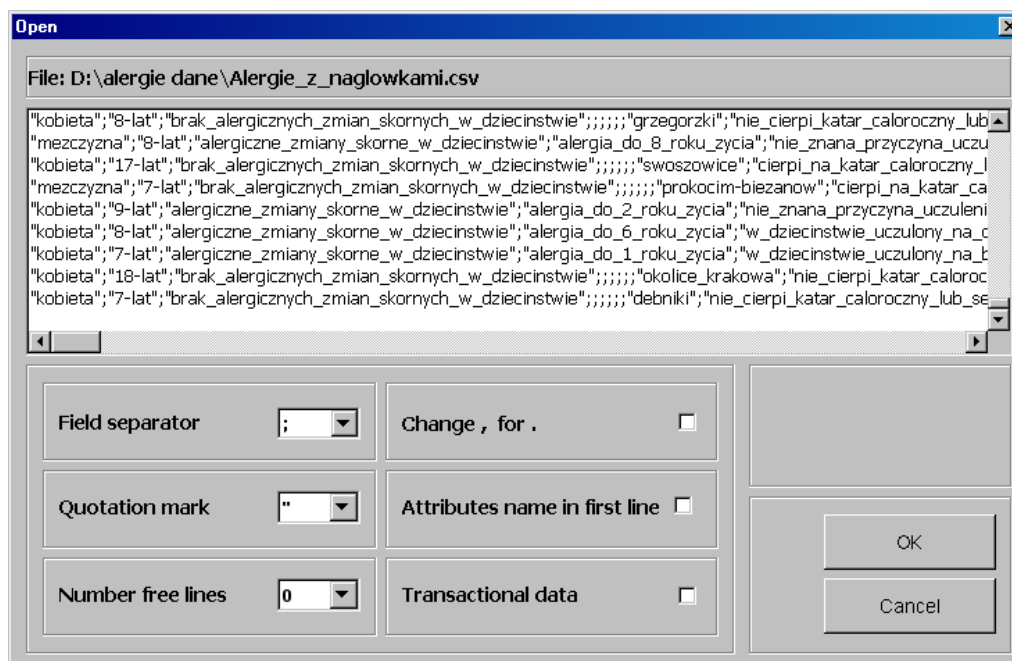 Open
File: D:\alergie dane\Alergie_z_naglowkami.csv
"kobieta";"8-lat";"brak_alergicznych_zmian_skornych_w_dziecinstwie";;;;;;"grzegorzki";"nie_cierpi_katar_caloroczny_lub
"mezczyzna";"8-lat";"alergiczne_zmiany_skorne_w_dziecinstwie";"alergia_do_8_roku_zycia";"nie_znana_przyczyna_uczu
"kobieta";"17-lat";"brak_alergicznych_zmian_skornych_w_dziecinstwie";;;;;;"swoszowice";"cierpi_na_katar_caloroczny_l
"mezczyzna";"7-lat";"brak_alergicznych_zmian_skornych_w_dziecinstwie";;;;;;"prokocim-biezanow";"cierpi_na_katar_ca
"kobieta";"9-lat";"alergiczne_zmiany_skorne_w_dziecinstwie";"alergia_do_2_roku_zycia";"nie_znana_przyczyna_uczuleni
"kobieta";"8-lat";"alergiczne_zmiany_skorne_w_dziecinstwie";"alergia_do_6_roku_zycia";"w_dziecinstwie_uczulony_na_c
"kobieta";"7-lat";"alergiczne_zmiany_skorne_w_dziecinstwie";"alergia_do_1_roku_zycia";"w_dziecinstwie_uczulony_na_b
"kobieta";"18-lat";"brak_alergicznych_zmian_skornych_w_dziecinstwie";;;;;;"okolice_krakowa";"nie_cierpi_katar_caloroc
"kobieta";"7-lat";"brak_alergicznych_zmian_skornych_w_dziecinstwie";;;;;;"debniki";"nie_cierpi_katar_caloroczny_lub_se
Field separator ; Change , for .
Quotation mark " Attributes name in first line
OK
Number free lines 0 Transactional data
Cancel